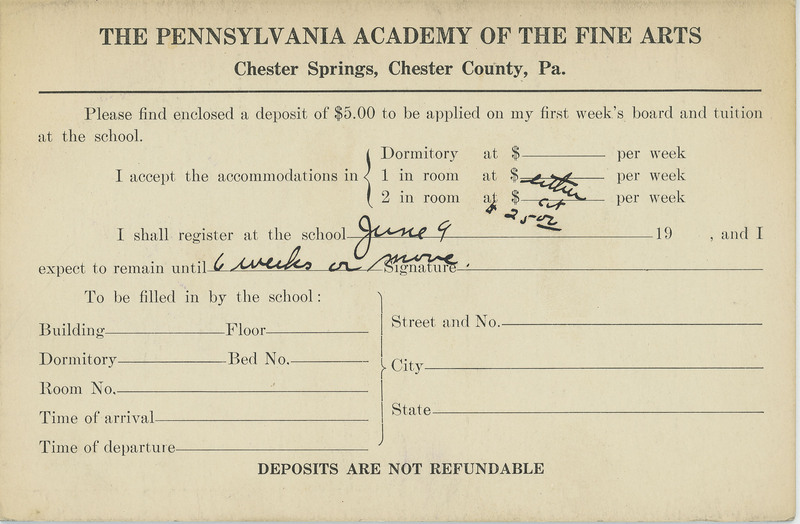 THE PENNSYLVANIA ACADEMY OF THE FINE ARTS
Chester Springs, Chester County, Pa.
Please find enclosed a deposit of $5.00 to be applied on my first week's board and tuition
at the school.
Dormitory at $ per week
I accept the accommodations in 1 in room at $ either per week
2 in room at $ at per week
$ 25 00
I shall register at the school June 9 19 , and I
expect to remain until 6 weeks or more. Signature
To be filled in by the school:
Building Floor
Street and No.
Dormitory Bed No.
City
Room No.
State
Time of arrival
Time of departure
DEPOSITS ARE NOT REFUNDABLE